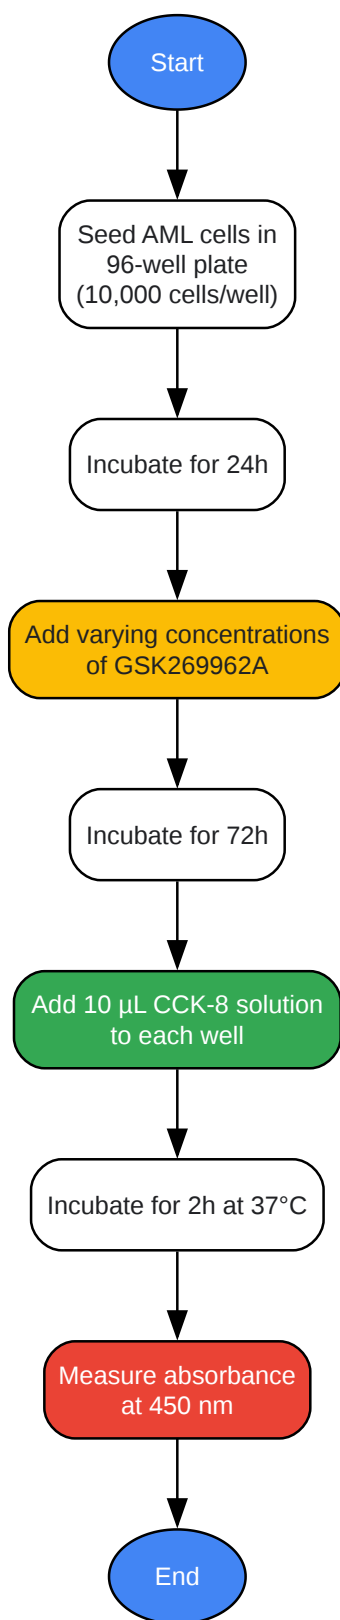 Start
Seed AML cells in
96-well plate
(10,000 cells/well)
Incubate for 24h
Add varying concentrations
of GSK269962A
Incubate for 72h
Add 10 µL CCK-8 solution
to each well
Incubate for 2h at 37°C
Measure absorbance
at 450 nm
End